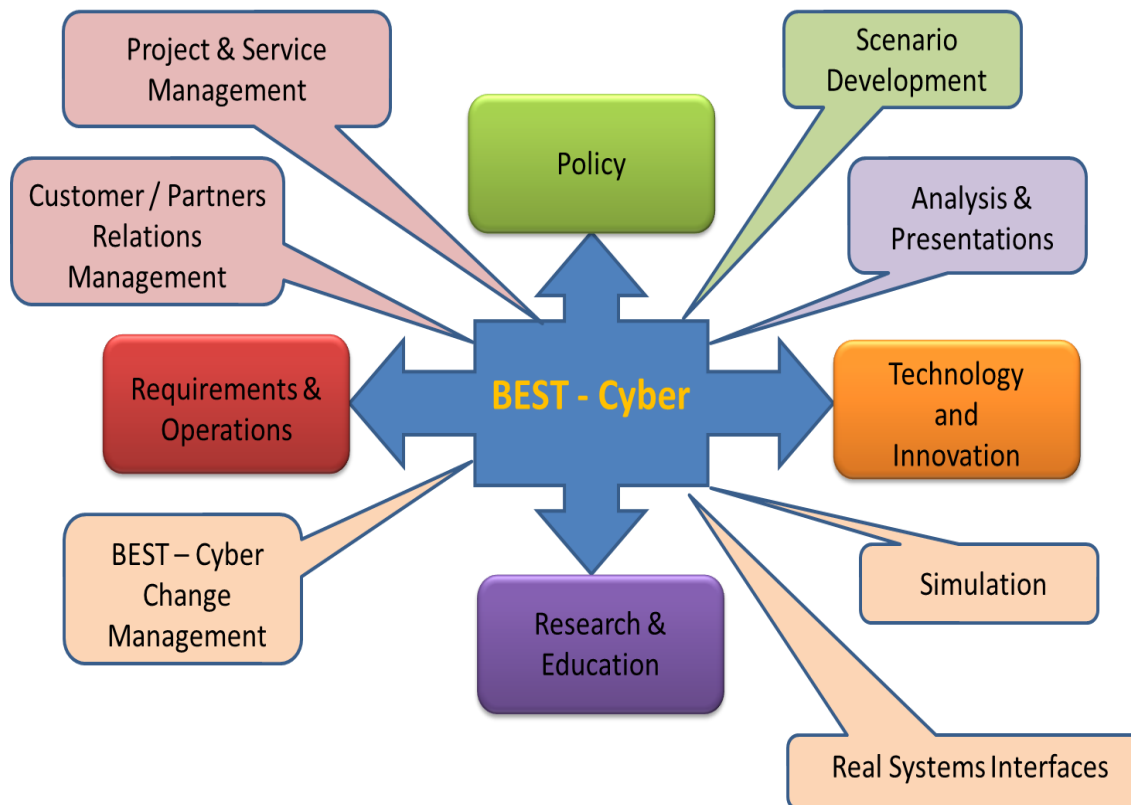 Project & Service
Management
Scenario
Development
Policy
Customer / Partners
Relations
Management
Analysis &
Presentations
Requirements &
Operations
BEST - Cyber
Technology
and
Innovation
BEST – Cyber
Change
Management
Simulation
Research &
Education
Real Systems Interfaces